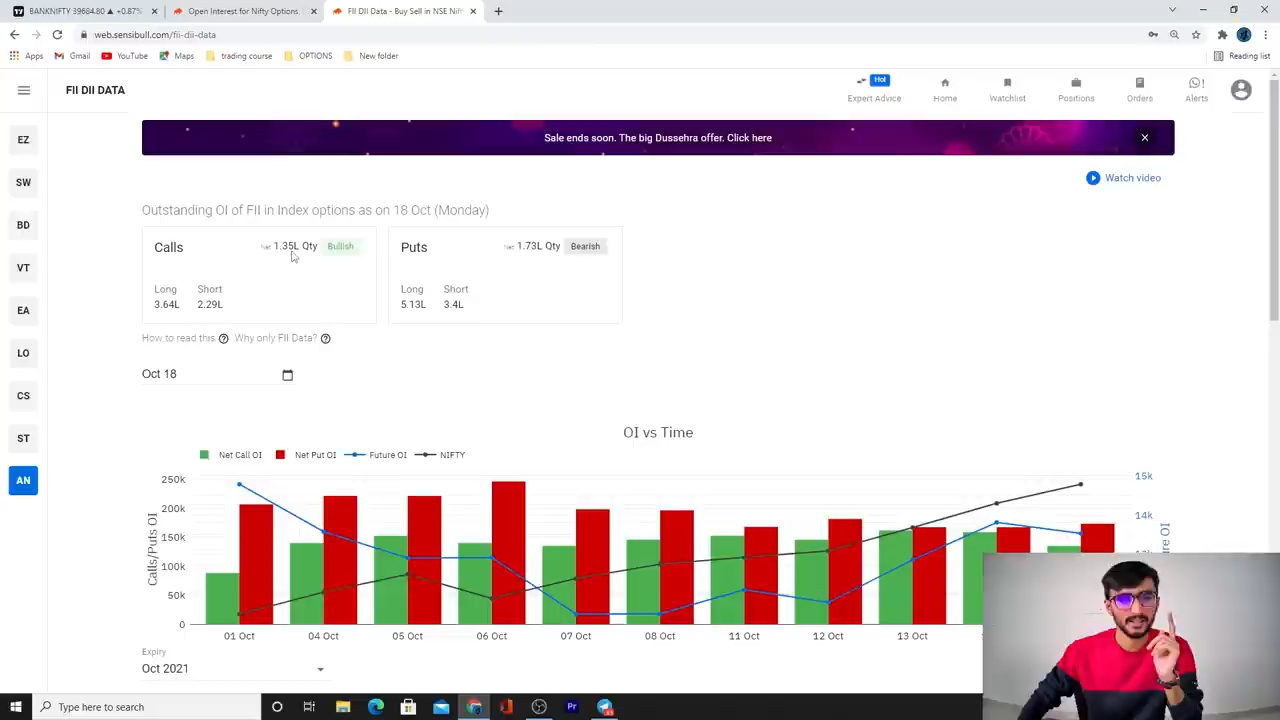 BANKNIFTY 39684.80 ▲ +0.87%
Open Interest for Nifty Options.
FII DII Data - Buy Sell in NSE Nift
web.sensibull.com/fii-dii-data
Apps
Gmail
YouTube
Maps
trading course
OPTIONS
New folder
Reading list
FII DII DATA
Hot
Expert Advice
Home
Watchlist
Positions
Orders
Alerts
EZ
SW
BD
VT
EA
LO
CS
ST
AN
Sale ends soon. The big Dussehra offer. Click here
Watch video
Outstanding OI of FII in Index options as on 18 Oct (Monday)
Calls
Net 1.35L Qty
Bullish
Long
Short
3.64L
2.29L
Puts
Net 1.73L Qty
Bearish
Long
Short
5.13L
3.4L
How to read this
Why only FII Data?
Oct 18
OI vs Time
Net Call OI
Net Put OI
Future OI
NIFTY
250k
200k
150k
100k
50k
0
Calls/Puts OI
15k
14k
01 Oct
04 Oct
05 Oct
06 Oct
07 Oct
08 Oct
11 Oct
12 Oct
13 Oct
Expiry
Oct 2021
Type here to search